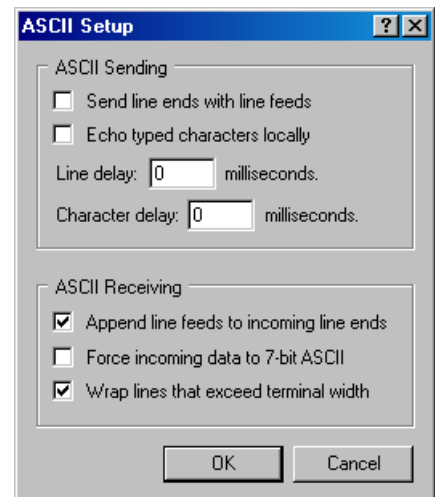 ASCII Setup
ASCII Sending
Send line ends with line feeds
Echo typed characters locally
Line delay: 0 milliseconds.
Character delay: 0 milliseconds.
ASCII Receiving
Append line feeds to incoming line ends
Force incoming data to 7-bit ASCII
Wrap lines that exceed terminal width
OK Cancel